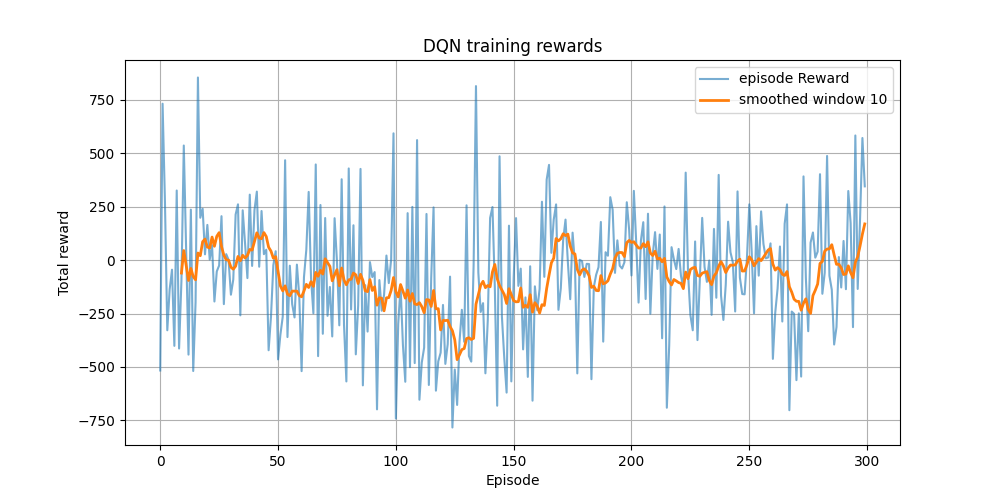 DQN training rewards
episode Reward
smoothed window 10
Total reward
750
500
250
0
−250
−500
−750
0
50
100
150
200
250
300
Episode